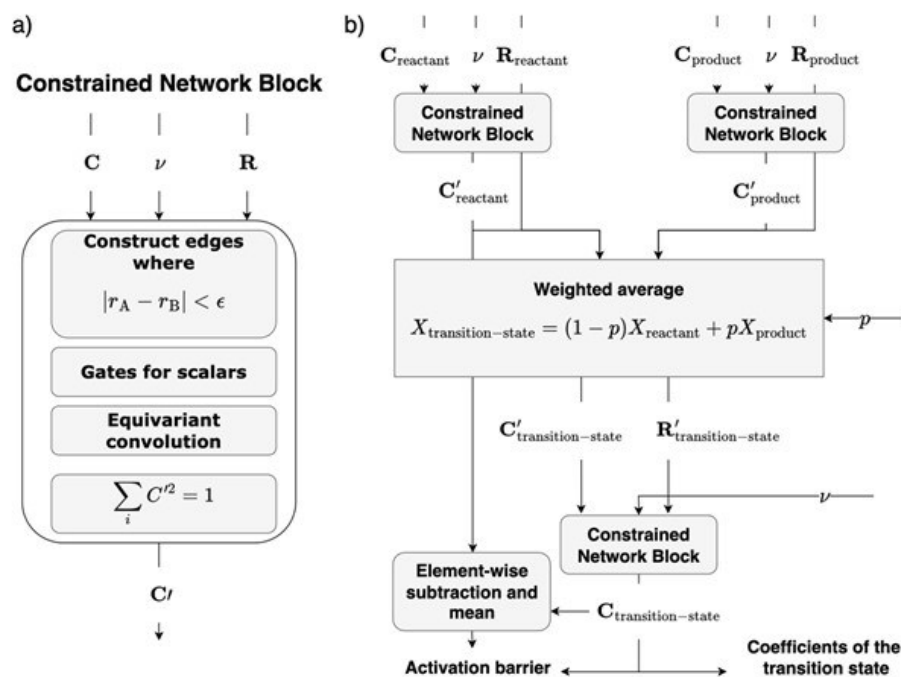 a)
Constrained Network Block
C ν R
Construct edges
where
|r_A − r_B| < ϵ
Gates for scalars
Equivariant
convolution
∑_i C′² = 1
C′
b)
C_reactant ν R_reactant
C_product ν R_product
Constrained
Network Block
Constrained
Network Block
C′_reactant
C′_product
Weighted average
X_transition−state = (1 − p)X_reactant + pX_product
p
C′_transition−state R′_transition−state
ν
Constrained
Network Block
Element-wise
subtraction and
mean
C_transition−state
Activation barrier
Coefficients of the
transition state